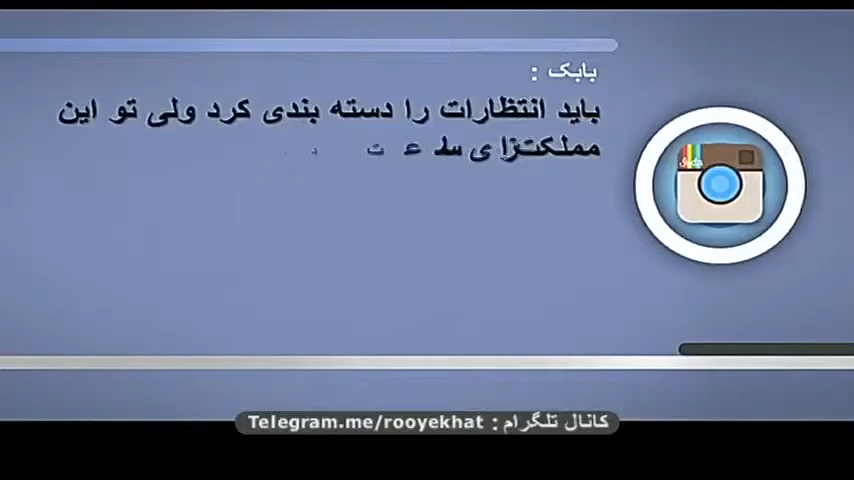 بابک :
باید انتظارات را دسته بندی کرد ولی تو این
مملکت
کانال تلگرام : Telegram.me/rooyekhat